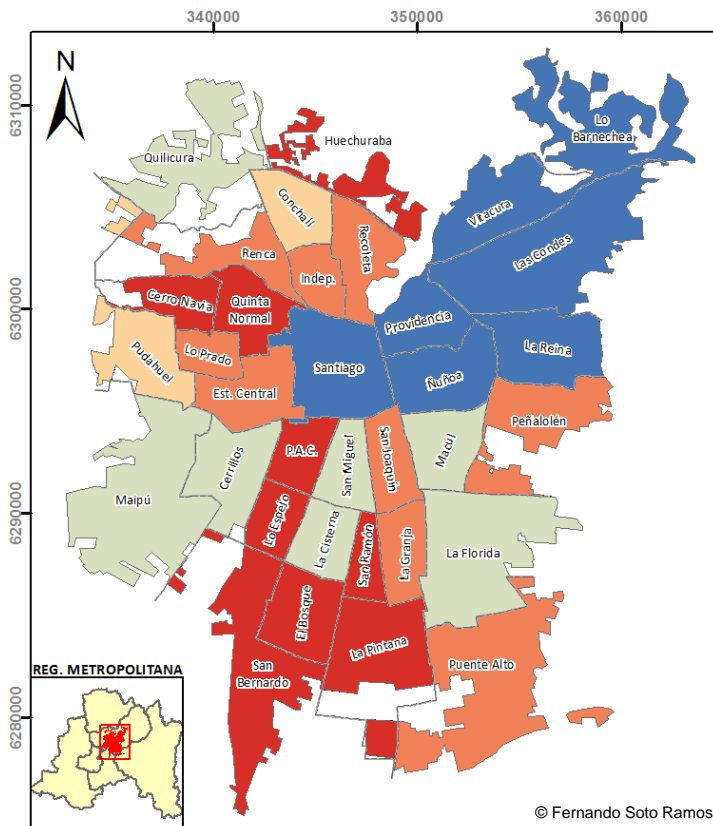 340000
350000
360000
N
6310000
6300000
6290000
6280000
Lo
Barnechea
Huechuraba
Quilicura
Conchalí
Recoleta
Vitacura
Las Condes
Renca
Indep.
Cerro Navia
Quinta
Normal
Providencia
La Reina
Pudahuel
Lo Prado
Santiago
Ñuñoa
Est. Central
Peñalolén
Cerrillos
P.A.C.
San Miguel
San Joaquín
Macul
Maipú
Lo Espejo
La Cisterna
San Ramón
La Granja
La Florida
El Bosque
La Pintana
San
Bernardo
Puente Alto
REG. METROPOLITANA
© Fernando Soto Ramos